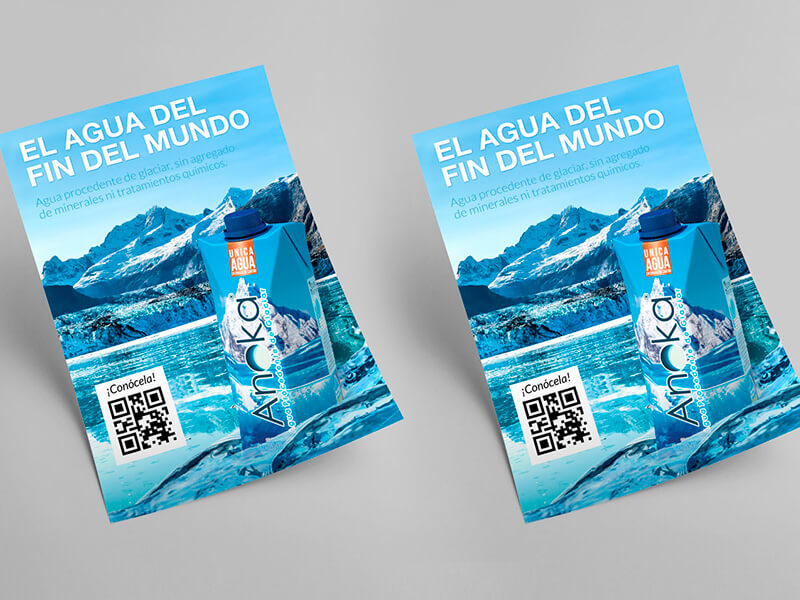 EL AGUA DEL
FIN DEL MUNDO
Agua procedente de glaciar, sin agregado
de minerales ni tratamientos químicos.
UNICA
AGUA
Anoka
¡Conócela!
EL AGUA DEL
FIN DEL MUNDO
Agua procedente de glaciar, sin agregado
de minerales ni tratamientos químicos.
UNICA
AGUA
Anoka
¡Conócela!